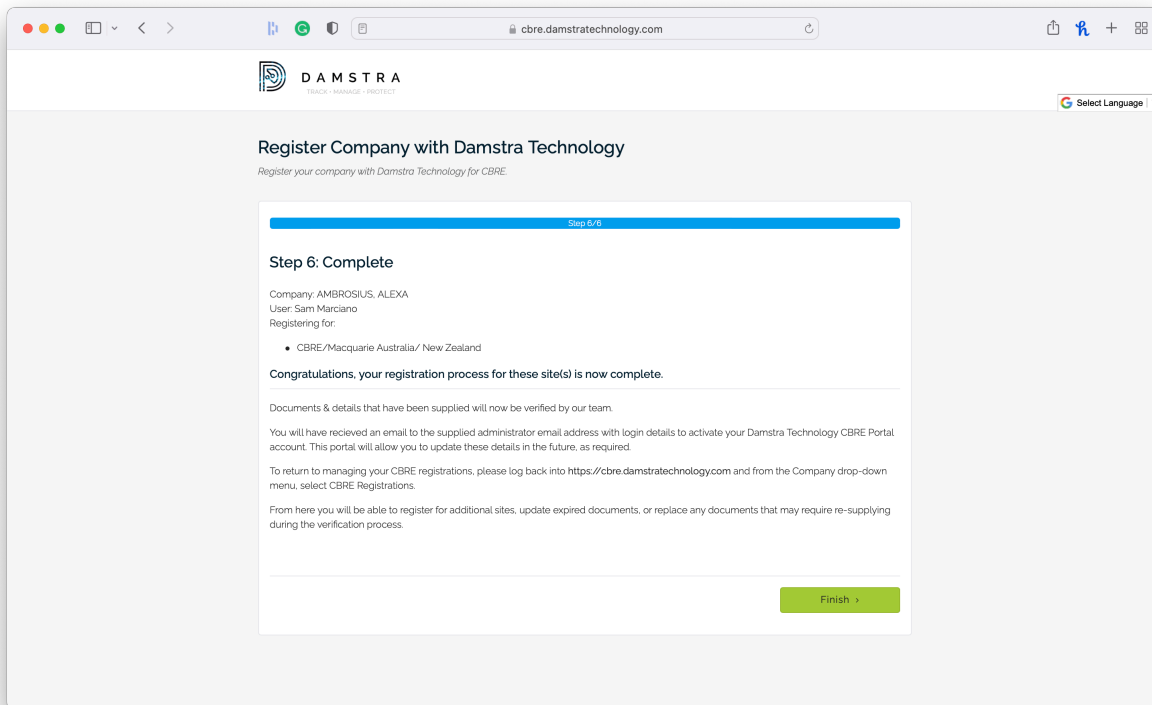 cbre.damstratechnology.com
DAMSTRA
TRACK • MANAGE • PROTECT
Select Language
Register Company with Damstra Technology
Register your company with Damstra Technology for CBRE.
Step 6/6
Step 6: Complete
Company: AMBROSIUS, ALEXA
User: Sam Marciano
Registering for:
• CBRE/Macquarie Australia/ New Zealand
Congratulations, your registration process for these site(s) is now complete.
Documents & details that have been supplied will now be verified by our team.
You will have recieved an email to the supplied administrator email address with login details to activate your Damstra Technology CBRE Portal
account. This portal will allow you to update these details in the future, as required.
To return to managing your CBRE registrations, please log back into https://cbre.damstratechnology.com and from the Company drop-down
menu, select CBRE Registrations.
From here you will be able to register for additional sites, update expired documents, or replace any documents that may require re-supplying
during the verification process.
Finish ›